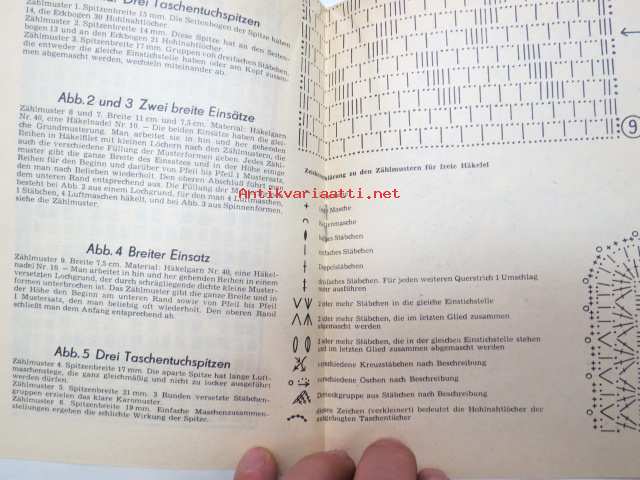 Drei Taschentuchspitzen
Zählmuster 1. Spitzenbreite 15 mm. Die Seitenbogen der Spitze haben
14, die Eckbogen 30 Hohlnahtlöcher.
Zählmuster 2. Spitzenbreite 14 mm. Diese Spitze hat an den Seiten-
bogen 13 und an den Eckbogen 21 Hohlnahtlöcher.
Zählmuster 3. Spitzenbreite 17 mm. Gruppen von dreifachen Stäbchen,
die entweder die gleiche Einstichstelle haben oder am Kopf zusam-
men abgemascht werden, wechseln miteinander ab.
Abb. 2 und 3 Zwei breite Einsätze
Zählmuster 8 und 7. Breite 11 cm und 7,5 cm. Material: Häkelgarn
Nr. 40, eine Häkelnadel Nr. 10. – Die beiden Einsätze haben die glei-
che Grundmusterung. Man arbeitet sie in hin und her gehenden
Reihen in Häkelfilet mit kleinen Löchern nach den Zählmustern, die
auch die verschiedene Füllung der Musterformen geben. Jedes Zähl-
muster gibt die ganze Breite des Einsatzes und in der Höhe einige
Reihen für den Beginn und darüber von Pfeil bis Pfeil 1 Mustersatz,
den man nach Belieben wiederholt. Den oberen Abschluß führt man
dem unteren Rand entsprechend aus. Die Füllung der Musterformen
besteht bei Abb. 2 aus einem Lochgrund, für den man 4 Luftmaschen,
1 Stäbchen, 4 Luftmaschen häkelt, und bei Abb. 3 aus Spinnenformen,
siehe die Zählmuster.
Abb. 4 Breiter Einsatz
Zählmuster 9. Breite 7,5 cm. Material: Häkelgarn Nr. 40, eine Häkel-
nadel Nr. 10. – Man arbeitet in hin und her gehenden Reihen einen
versetzten Lochgrund, der durch schrägliegende dichte kleine Muster-
formen unterbrochen ist. Das Zählmuster gibt die ganze Breite und in
der Höhe den Beginn am unteren Rand sowie von Pfeil bis Pfeil
1 Mustersatz, den man beliebig oft wiederholt. Den oberen Rand
schließt man dem Anfang entsprechend ab.
Abb. 5 Drei Taschentuchspitzen
Zählmuster 4. Spitzenbreite 17 mm. Die aparte Spitze hat lange Luft-
maschenstege, die ganz gleichmäßig und nicht zu locker ausgeführt
werden dürfen.
Zählmuster 5. Spitzenbreite 21 mm. 3 Runden versetzte Stäbchen-
gruppen erzielen das klare Karomuster.
Zählmuster 6. Spitzenbreite 19 mm. Einfache Maschenzusammen-
stellungen ergeben die schlichte Wirkung der Spitze.
9
Zeichenerklärung zu den Zählmustern für freie Häkelei
Antikvariaatti.net
Masche
Stäbchen
Stäbchen
Doppelstäbchen
Stäbchen. Für jeden weiteren Querstrich 1 Umschlag
mehr ausführen
2 oder mehr Stäbchen in die gleiche Einstichstelle
2 oder mehr Stäbchen im letzten Glied zusammen
abgemascht werden
2 oder mehr Stäbchen, die in der gleichen Einstichstelle stehen
und im letzten Glied zusammen abgemascht werden
verschiedene Kreuzstäbchen nach Beschreibung
verschiedene Öschen nach Beschreibung
aus Stäbchen nach Beschreibung
Zeichen (verkleinert) bedeutet die Hohlnahtlöcher der
Taschentücher